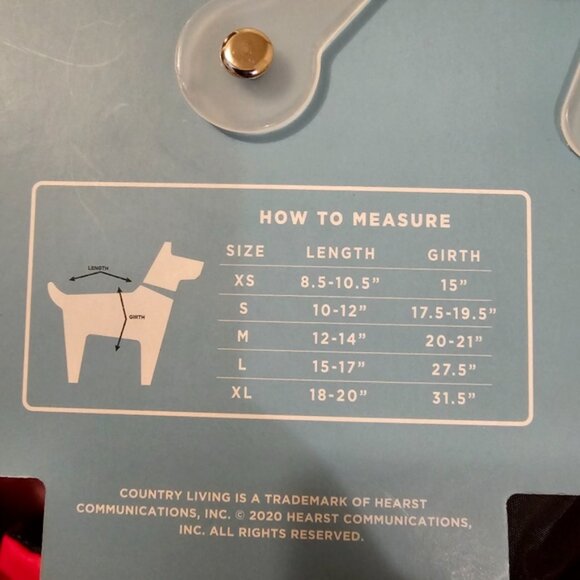 HOW TO MEASURE
SIZE LENGTH GIRTH
XS 8.5-10.5” 15”
S 10-12” 17.5-19.5”
M 12-14” 20-21”
L 15-17” 27.5”
XL 18-20” 31.5”
LENGTH
GIRTH
COUNTRY LIVING IS A TRADEMARK OF HEARST
COMMUNICATIONS, INC. © 2020 HEARST COMMUNICATIONS,
INC. ALL RIGHTS RESERVED.